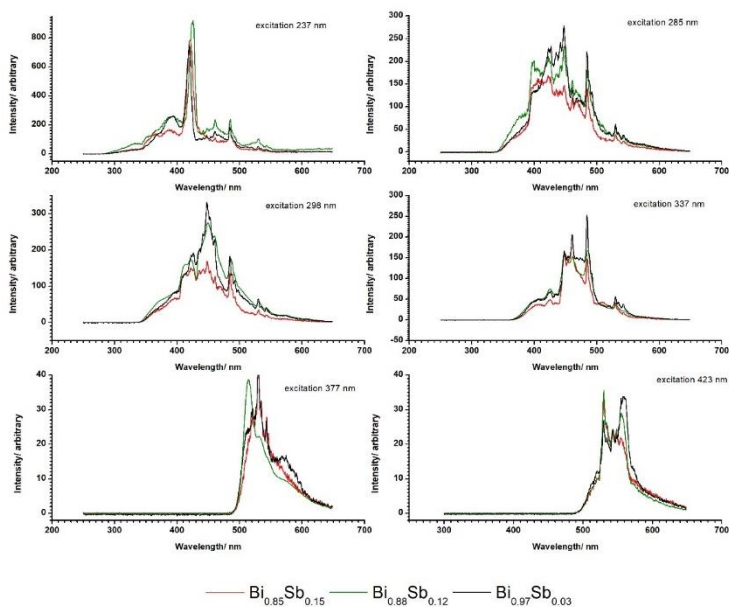 excitation 237 nm
Intensity/ arbitrary
800
600
400
200
0
200 300 400 500 600 700
Wavelength/ nm
excitation 285 nm
Intensity/ arbitrary
300
250
200
150
100
50
0
200 300 400 500 600 700
Wavelength/ nm
excitation 298 nm
Intensity/ arbitrary
300
200
100
0
200 300 400 500 600 700
Wavelength/ nm
excitation 337 nm
Intensity/ arbitrary
350
300
250
200
150
100
50
0
-50
200 300 400 500 600 700
Wavelength/ nm
excitation 377 nm
Intensity/ arbitrary
40
30
20
10
0
200 300 400 500 600 700
Wavelength/ nm
excitation 423 nm
Intensity/ arbitrary
40
30
20
10
0
300 400 500 600 700
Wavelength/ nm
Bi0.85Sb0.15 Bi0.88Sb0.12 Bi0.97Sb0.03